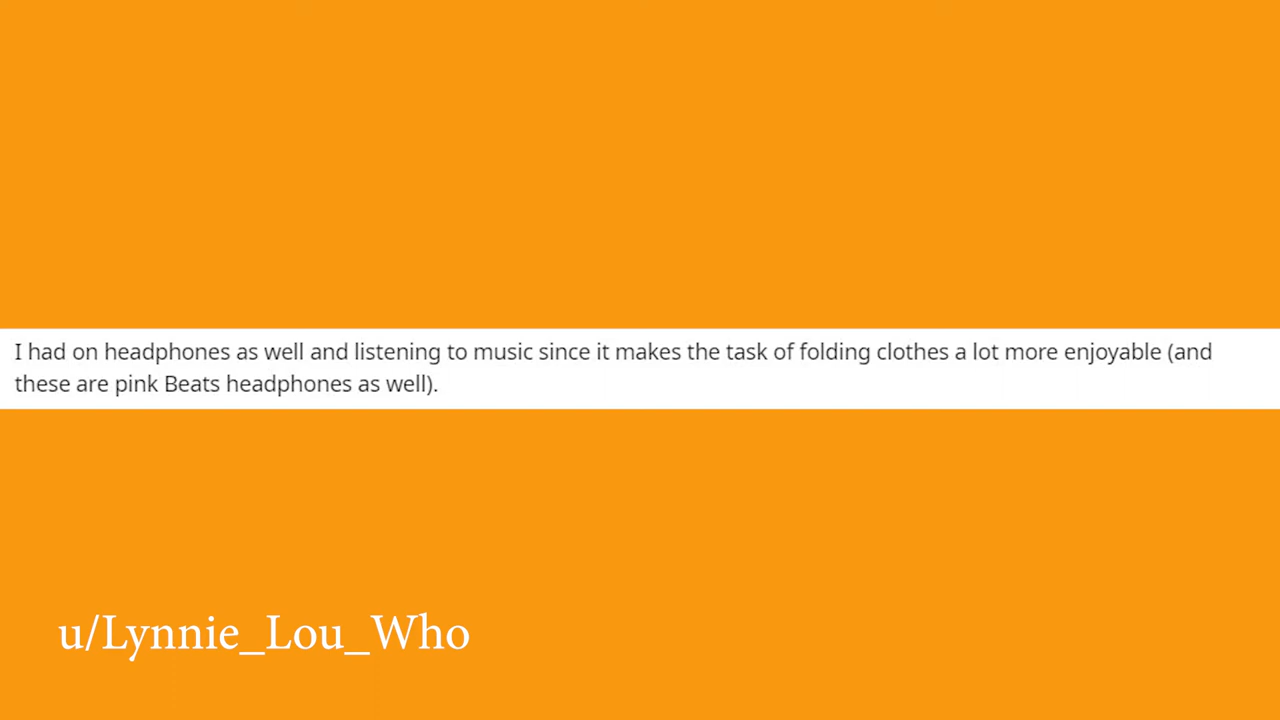 I had on headphones as well and listening to music since it makes the task of folding clothes a lot more enjoyable (and
these are pink Beats headphones as well).
u/Lynnie_Lou_Who